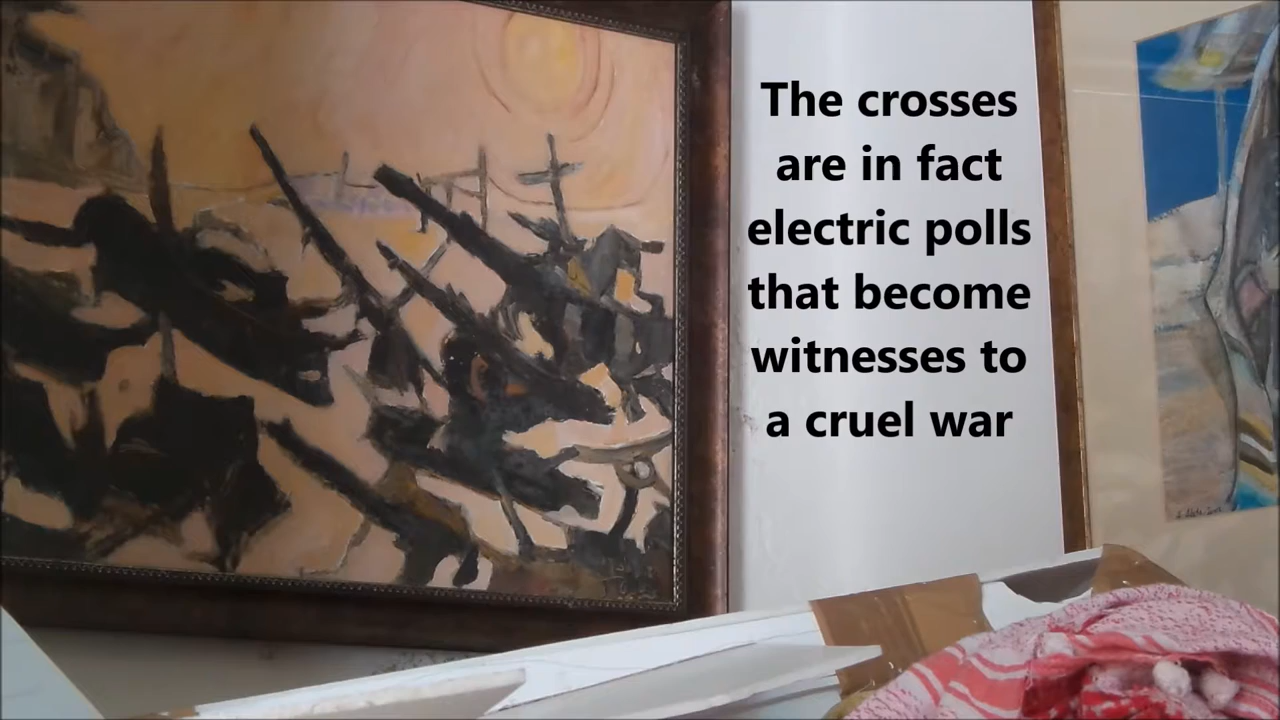 The crosses
are in fact
electric polls
that become
witnesses to
a cruel war